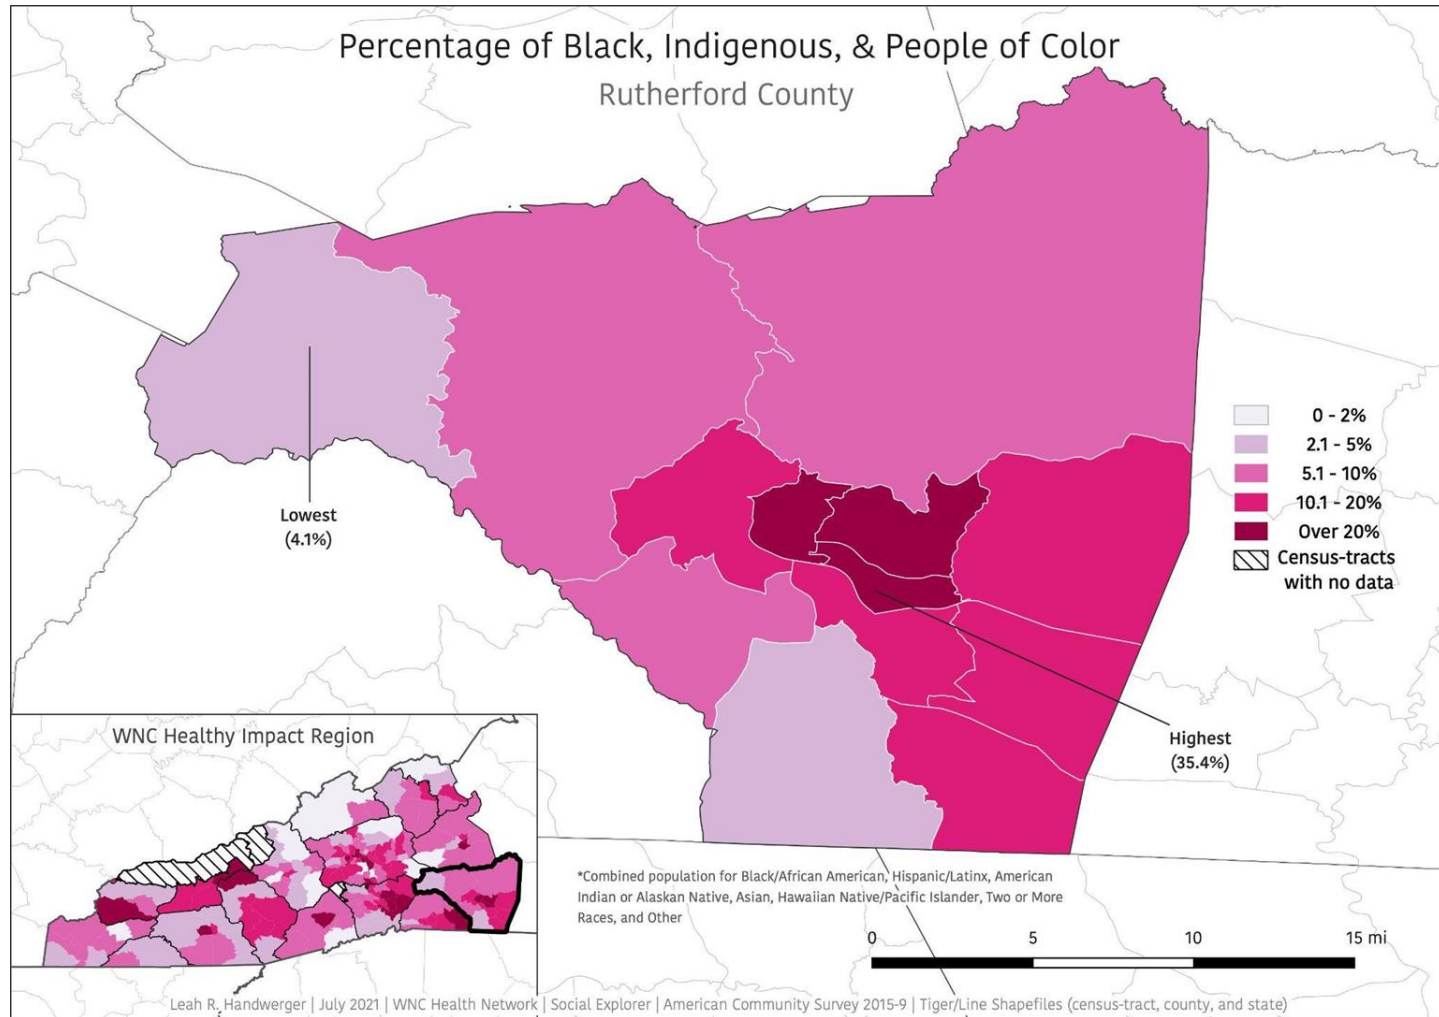 Percentage of Black, Indigenous, & People of Color
Rutherford County
0 - 2%
2.1 - 5%
5.1 - 10%
10.1 - 20%
Over 20%
Census-tracts
with no data
Lowest
(4.1%)
Highest
(35.4%)
WNC Healthy Impact Region
*Combined population for Black/African American, Hispanic/Latinx, American
Indian or Alaskan Native, Asian, Hawaiian Native/Pacific Islander, Two or More
Races, and Other
0 5 10 15 mi
Leah R. Handwerger | July 2021 | WNC Health Network | Social Explorer | American Community Survey 2015-9 | Tiger/Line Shapefiles (census-tract, county, and state)